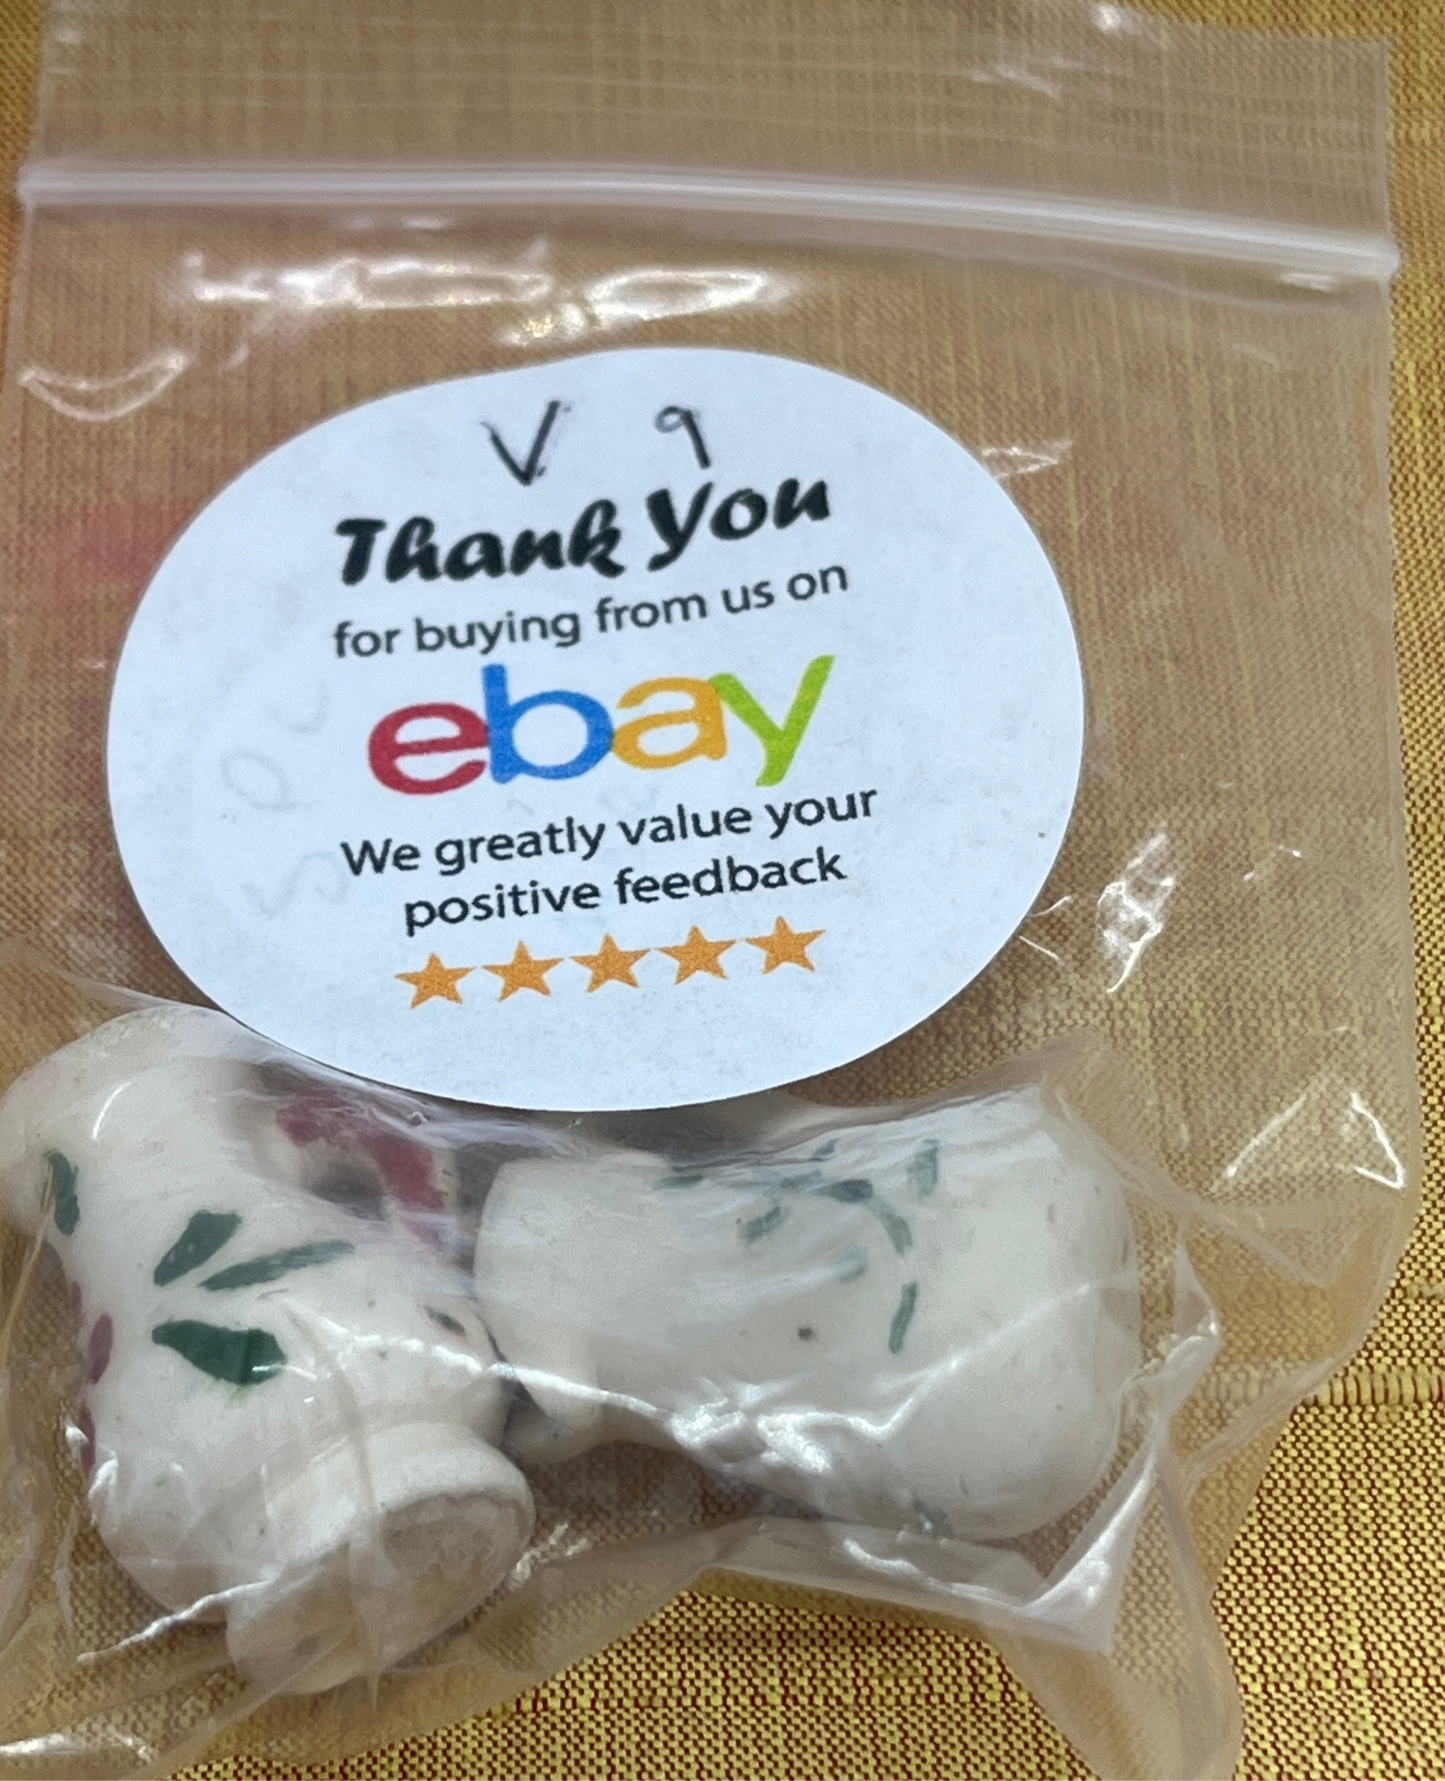 V 9
Thank You
for buying from us on
ebay
We greatly value your
positive feedback